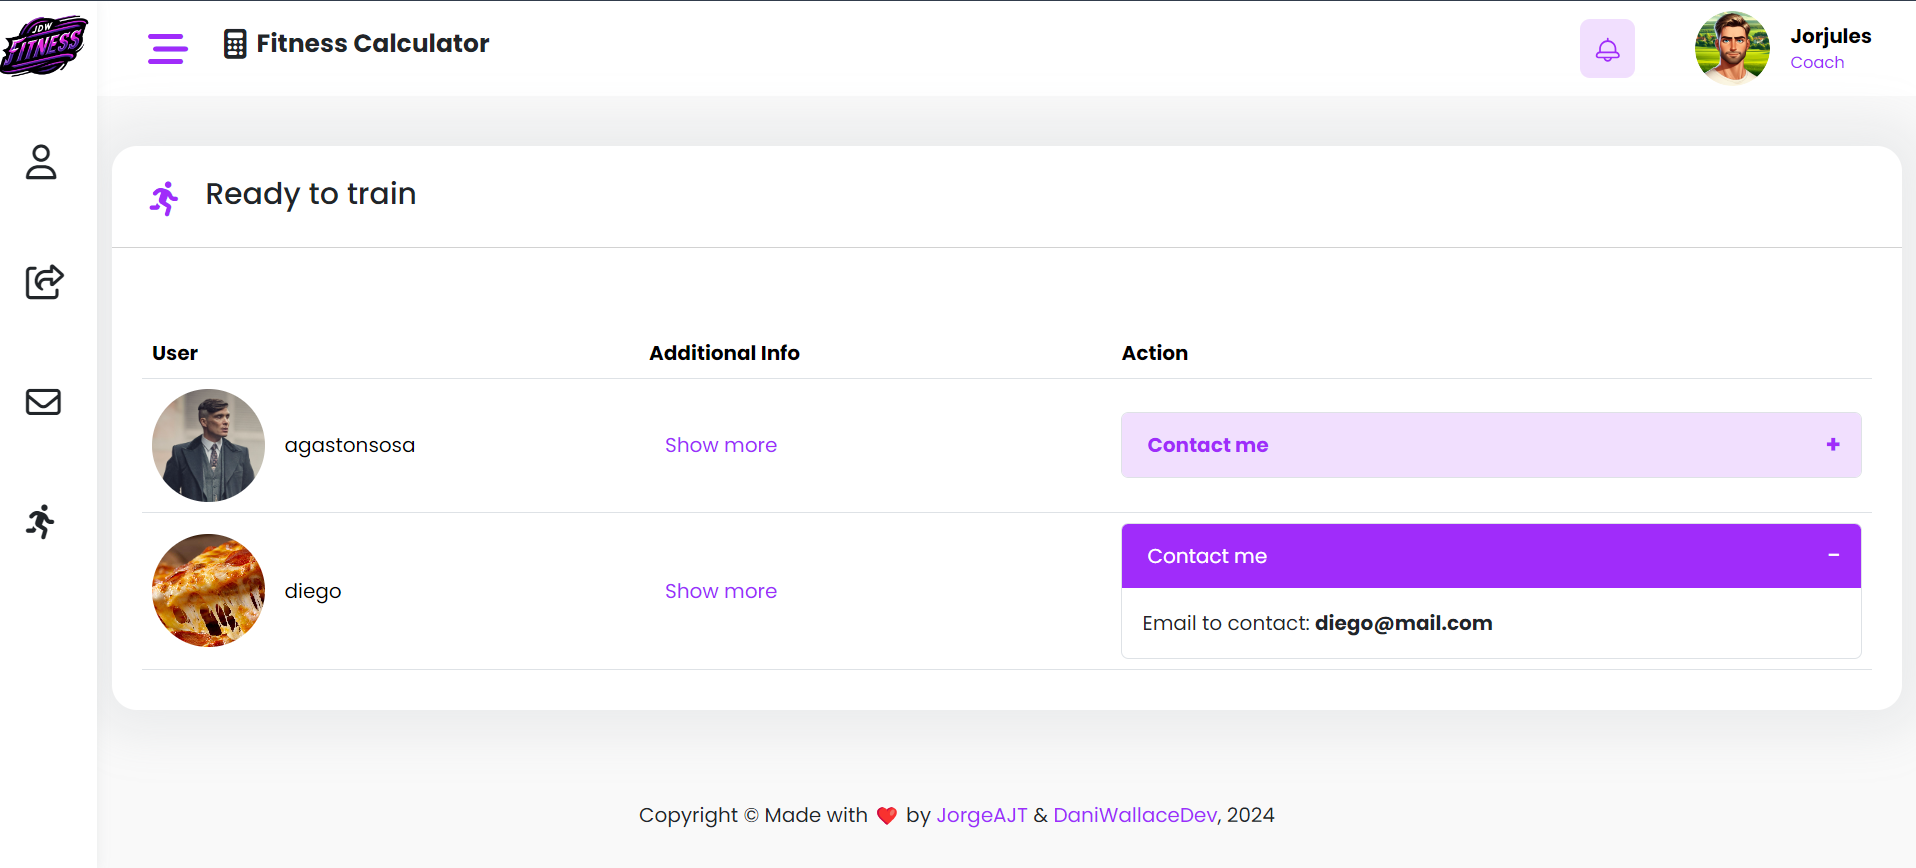 JDW
FITNESS
Fitness Calculator
Jorjules
Coach
Ready to train
User
Additional Info
Action
agastonsosa
Show more
Contact me
+
diego
Show more
Contact me
−
Email to contact: diego@mail.com
Copyright © Made with ❤️ by JorgeAJT & DaniWallaceDev, 2024